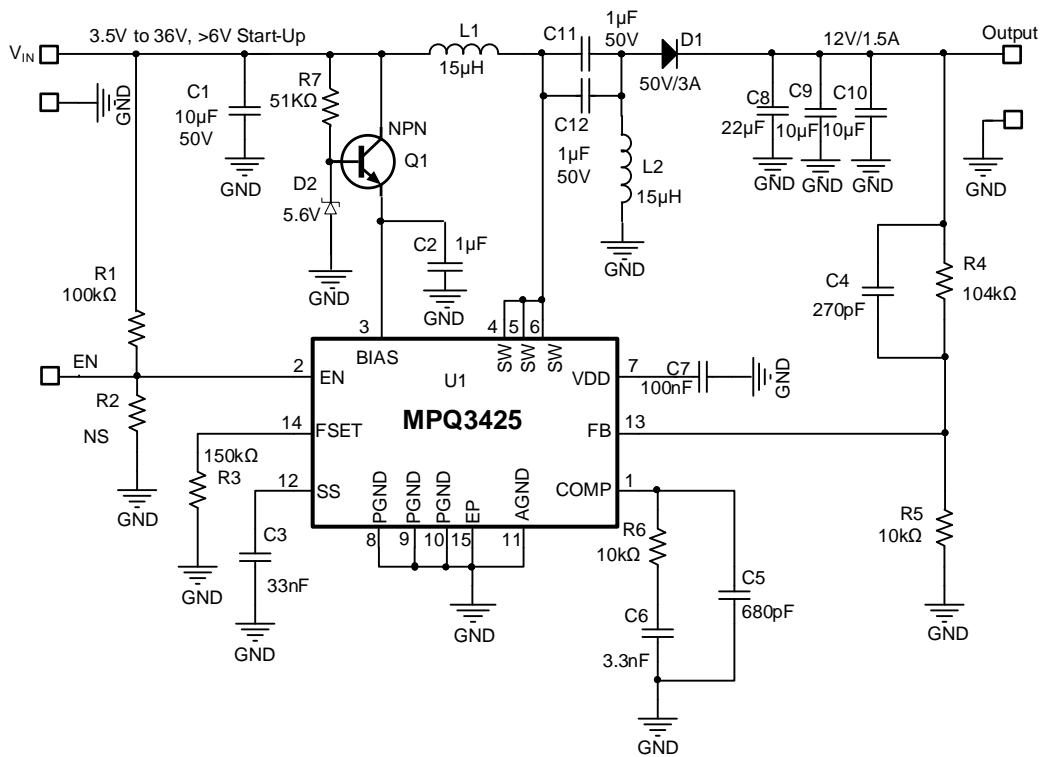 3.5V to 36V, >6V Start-Up
VIN
GND
C1
10µF
50V
GND
R7
51KΩ
NPN
Q1
D2
5.6V
GND
C2
1µF
GND
L1
15µH
C11
1µF
50V
C12
1µF
50V
D1
50V/3A
L2
15µH
GND
12V/1.5A
Output
C8
22µF
GND
C9
10µF
GND
C10
10µF
GND
GND
R1
100kΩ
EN
R2
NS
GND
C4
270pF
R4
104kΩ
3
BIAS
4
5
6
SW
SW
SW
2
EN
U1
MPQ3425
VDD
7
C7
100nF
GND
14
FSET
150kΩ
R3
GND
FB
13
12
SS
C3
33nF
GND
COMP
1
PGND
PGND
PGND
EP
AGND
8
9
10
15
11
GND
R6
10kΩ
C6
3.3nF
C5
680pF
GND
R5
10kΩ
GND